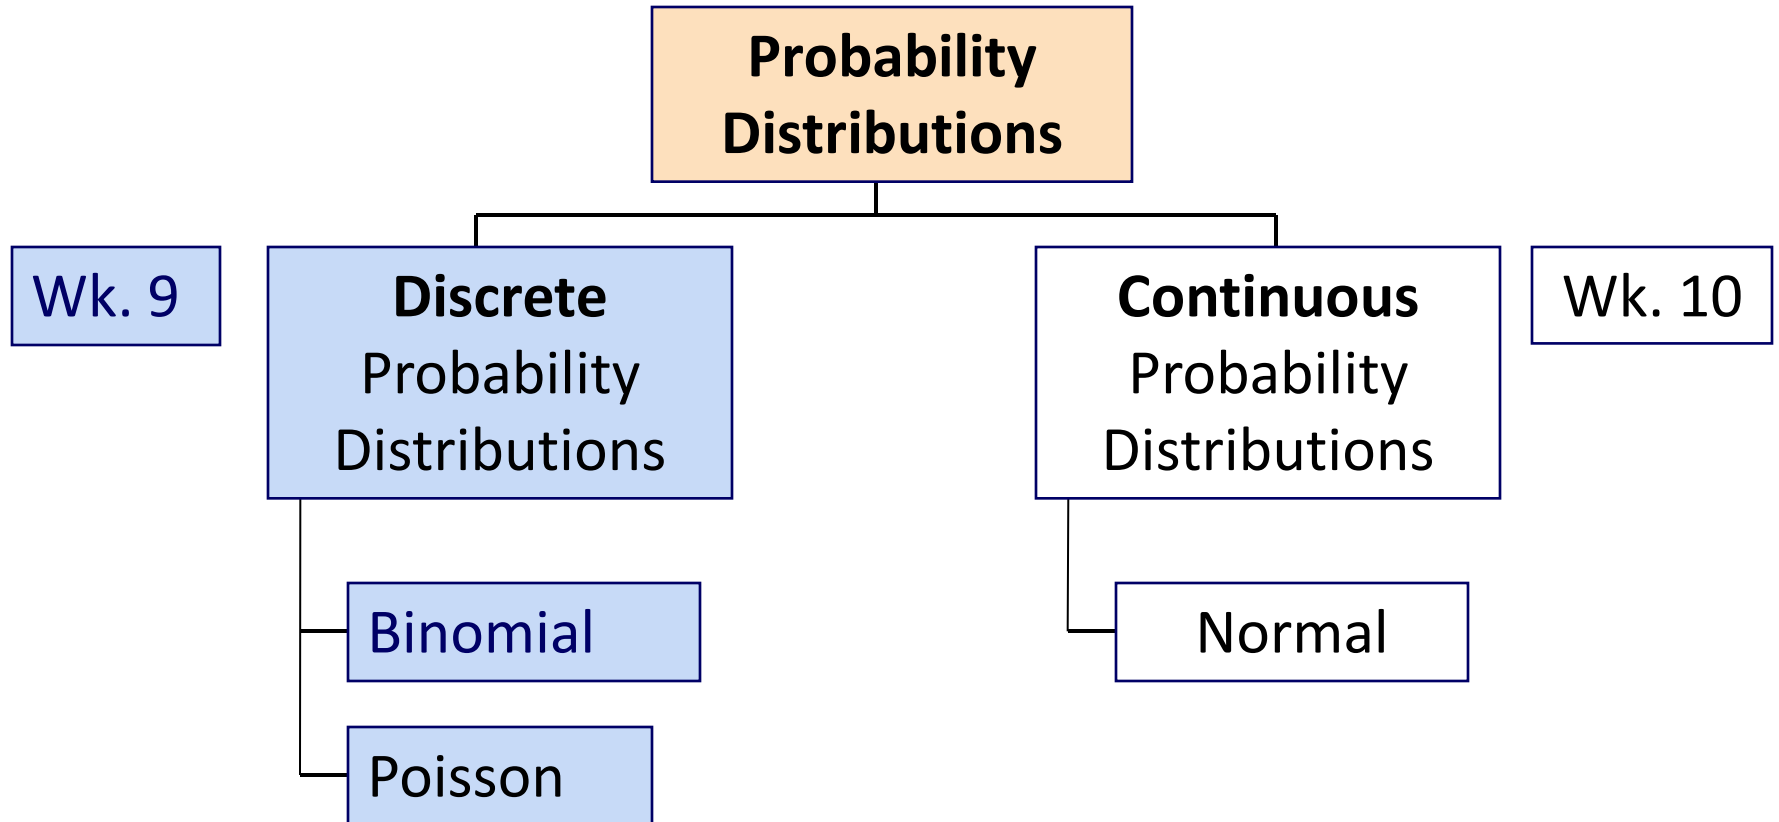 Probability
Distributions
Wk. 9
Discrete
Probability
Distributions
Continuous
Probability
Distributions
Wk. 10
Binomial
Normal
Poisson